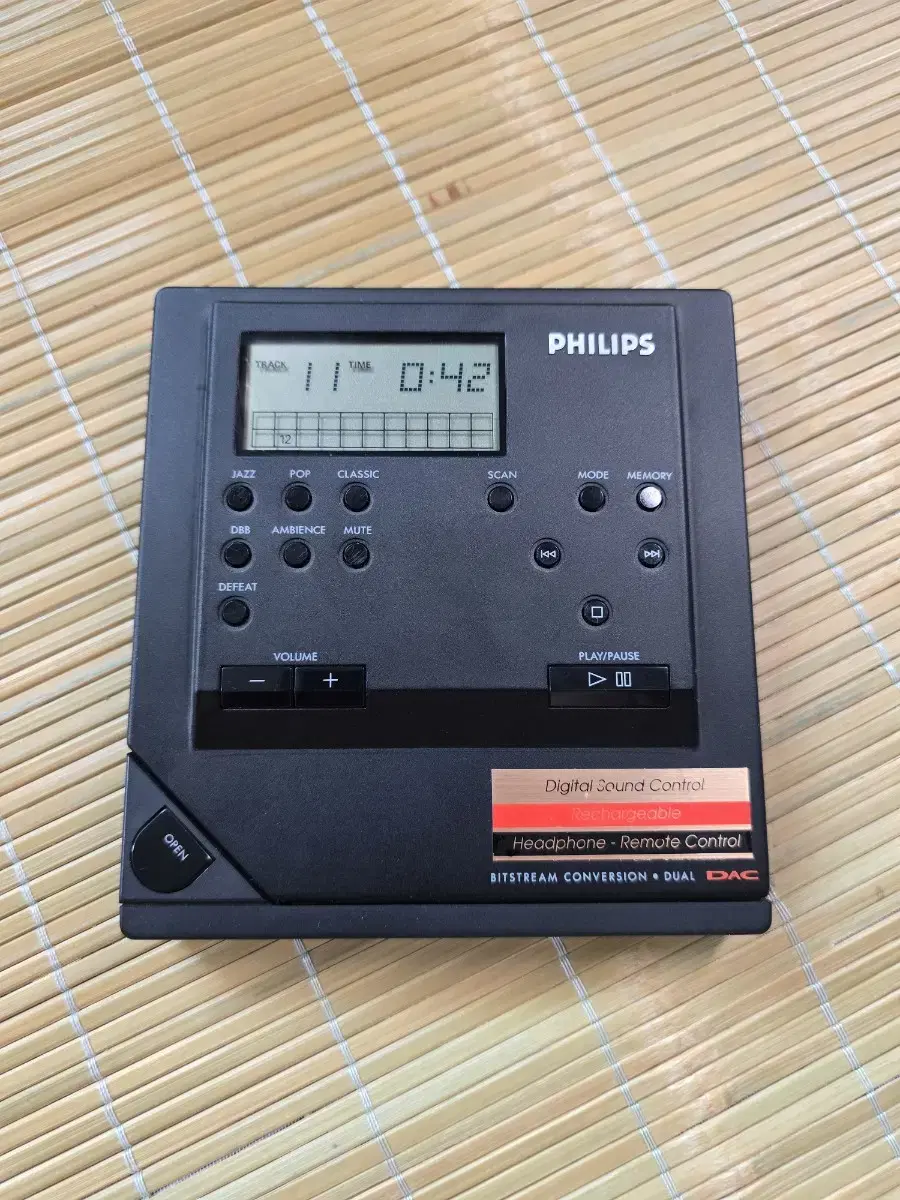 PHILIPS
TRACK 11 TIME 0:42
12
JAZZ POP CLASSIC SCAN MODE MEMORY
DBB AMBIENCE MUTE
DEFEAT
VOLUME PLAY/PAUSE
- +
OPEN
Digital Sound Control
Rechargeable
Headphone - Remote Control
BITSTREAM CONVERSION • DUAL DAC